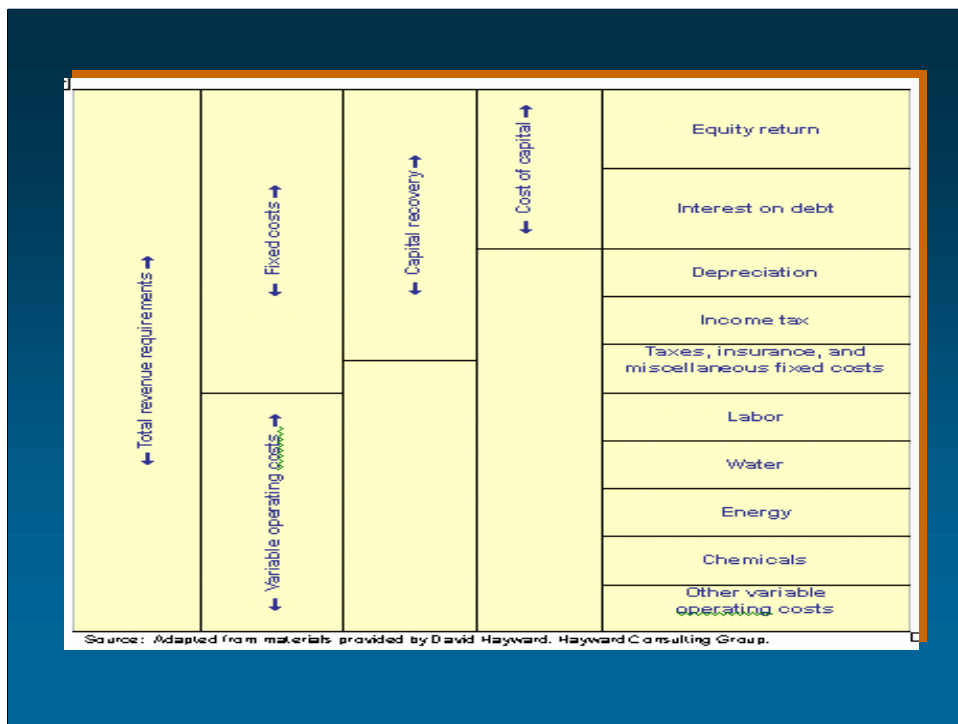 Total revenue requirements
Fixed costs
Variable operating costs
Capital recovery
Cost of capital
Equity return
Interest on debt
Depreciation
Income tax
Taxes, insurance, and
miscellaneous fixed costs
Labor
Water
Energy
Chemicals
Other variable
operating costs
Source: Adapted from materials provided by David Hayward. Hayward Consulting Group.